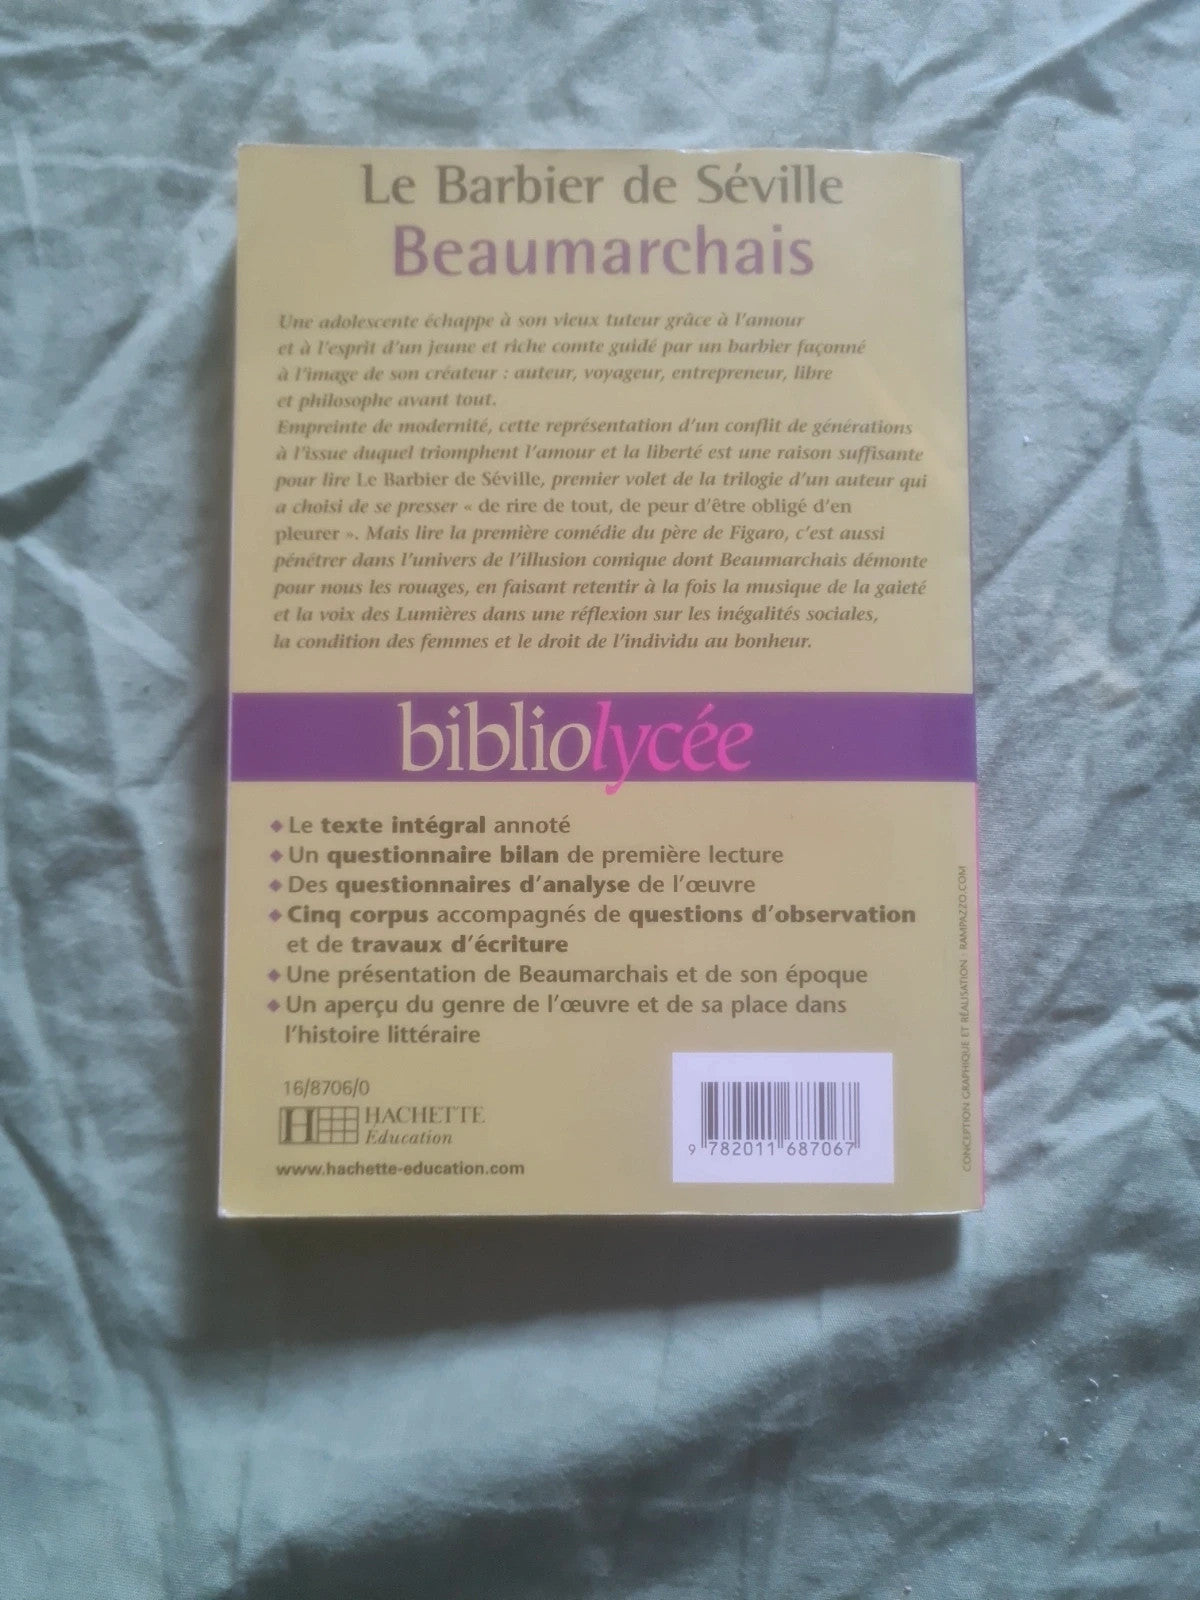 Le Barbier de Séville
Beaumarchais
Une adolescente échappe à son vieux tuteur grâce à l'amour
et à l'esprit d'un jeune et riche comte guidé par un barbier façonné
à l'image de son créateur : auteur, voyageur, entrepreneur, libre
et philosophe avant tout.
Empreinte de modernité, cette représentation d'un conflit de générations
à l'issue duquel triomphent l'amour et la liberté est une raison suffisante
pour lire Le Barbier de Séville, premier volet de la trilogie d'un auteur qui
a choisi de se presser « de rire de tout, de peur d'être obligé d'en
pleurer ». Mais lire la première comédie du père de Figaro, c'est aussi
pénétrer dans l'univers de l'illusion comique dont Beaumarchais démonte
pour nous les rouages, en faisant retentir à la fois la musique de la gaieté
et la voix des Lumières dans une réflexion sur les inégalités sociales,
la condition des femmes et le droit de l'individu au bonheur.
bibliolycée
◆ Le texte intégral annoté
◆ Un questionnaire bilan de première lecture
◆ Des questionnaires d'analyse de l'œuvre
◆ Cinq corpus accompagnés de questions d'observation
et de travaux d'écriture
◆ Une présentation de Beaumarchais et de son époque
◆ Un aperçu du genre de l'œuvre et de sa place dans
l'histoire littéraire
16/8706/0
H HACHETTE
Éducation
www.hachette-education.com
9 782011 687067
CONCEPTION GRAPHIQUE ET RÉALISATION : RAMPAZZO.COM